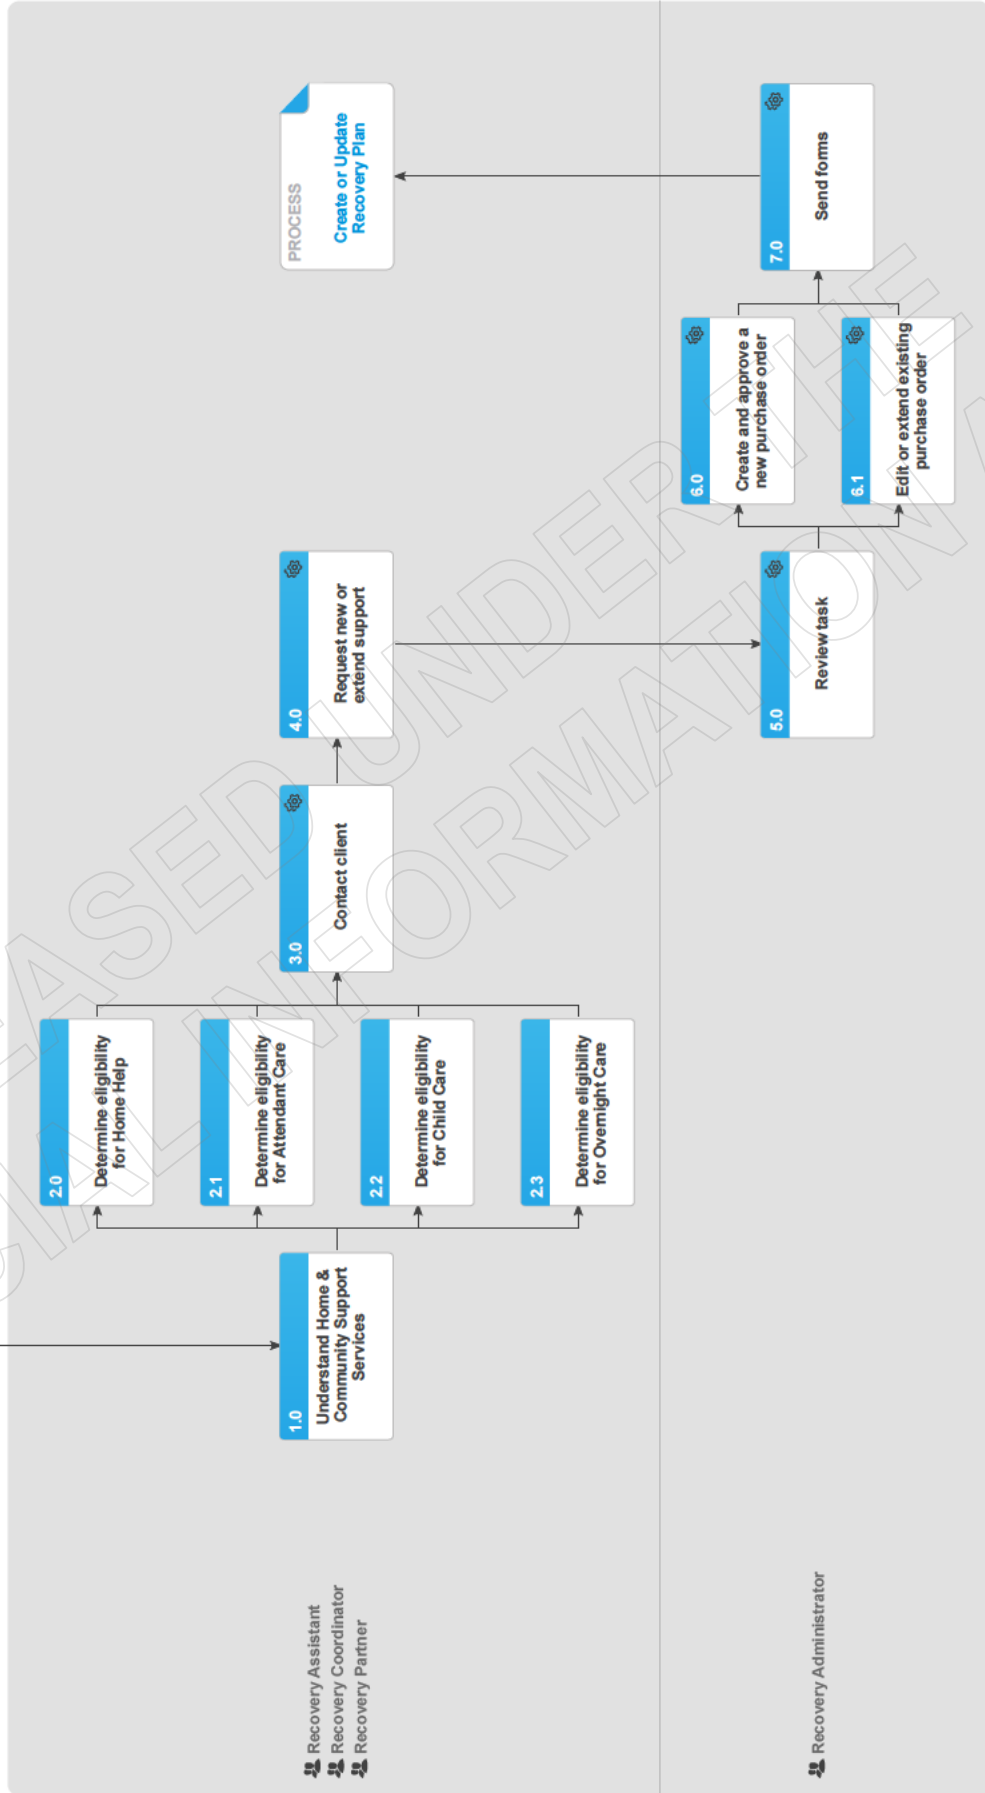 Recovery Assistant
Recovery Coordinator
Recovery Partner
1.0
Understand Home &
Community Support
Services
2.0
Determine eligibility
for Home Help
2.1
Determine eligibility
for Attendant Care
2.2
Determine eligibility
for Child Care
2.3
Determine eligibility
for Overnight Care
3.0
Contact client
4.0
Request new or
extend support
PROCESS
Create or Update
Recovery Plan
Recovery Administrator
5.0
Review task
6.0
Create and approve a
new purchase order
6.1
Edit or extend existing
purchase order
7.0
Send forms
UNDER THE
INFORMATION